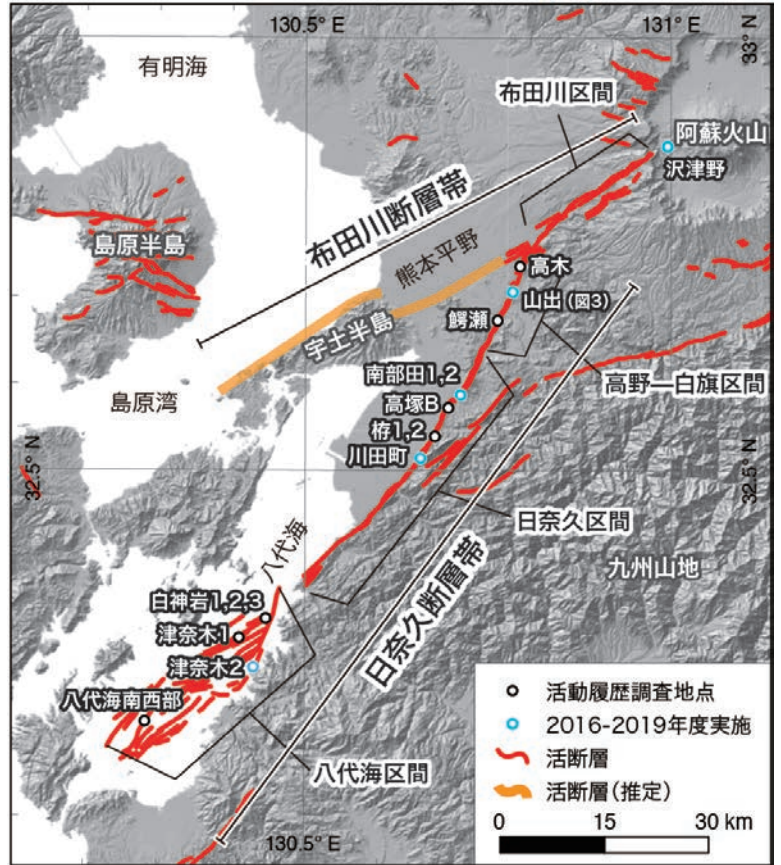 130.5° E
131° E
33° N
有明海
布田川区間
阿蘇火山
沢津野
布田川断層帯
島原半島
熊本平野
高木
山出(図3)
鰐瀬
宇土半島
南部田1,2
高野―白旗区間
島原湾
高塚B
栫1,2
川田町
32.5° N
32.5° N
日奈久区間
八代海
九州山地
日奈久断層帯
白神岩1,2,3
津奈木1
津奈木2
八代海南西部
八代海区間
活動履歴調査地点
2016-2019年度実施
活断層
活断層(推定)
0 15 30 km
130.5° E